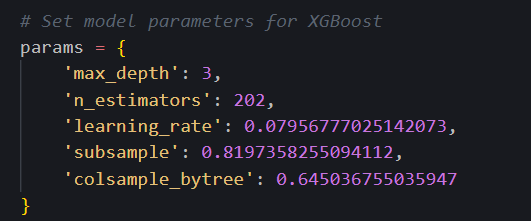 # Set model parameters for XGBoost
params = {
'max_depth': 3,
'n_estimators': 202,
'learning_rate': 0.07956777025142073,
'subsample': 0.8197358255094112,
'colsample_bytree': 0.645036755035947
}